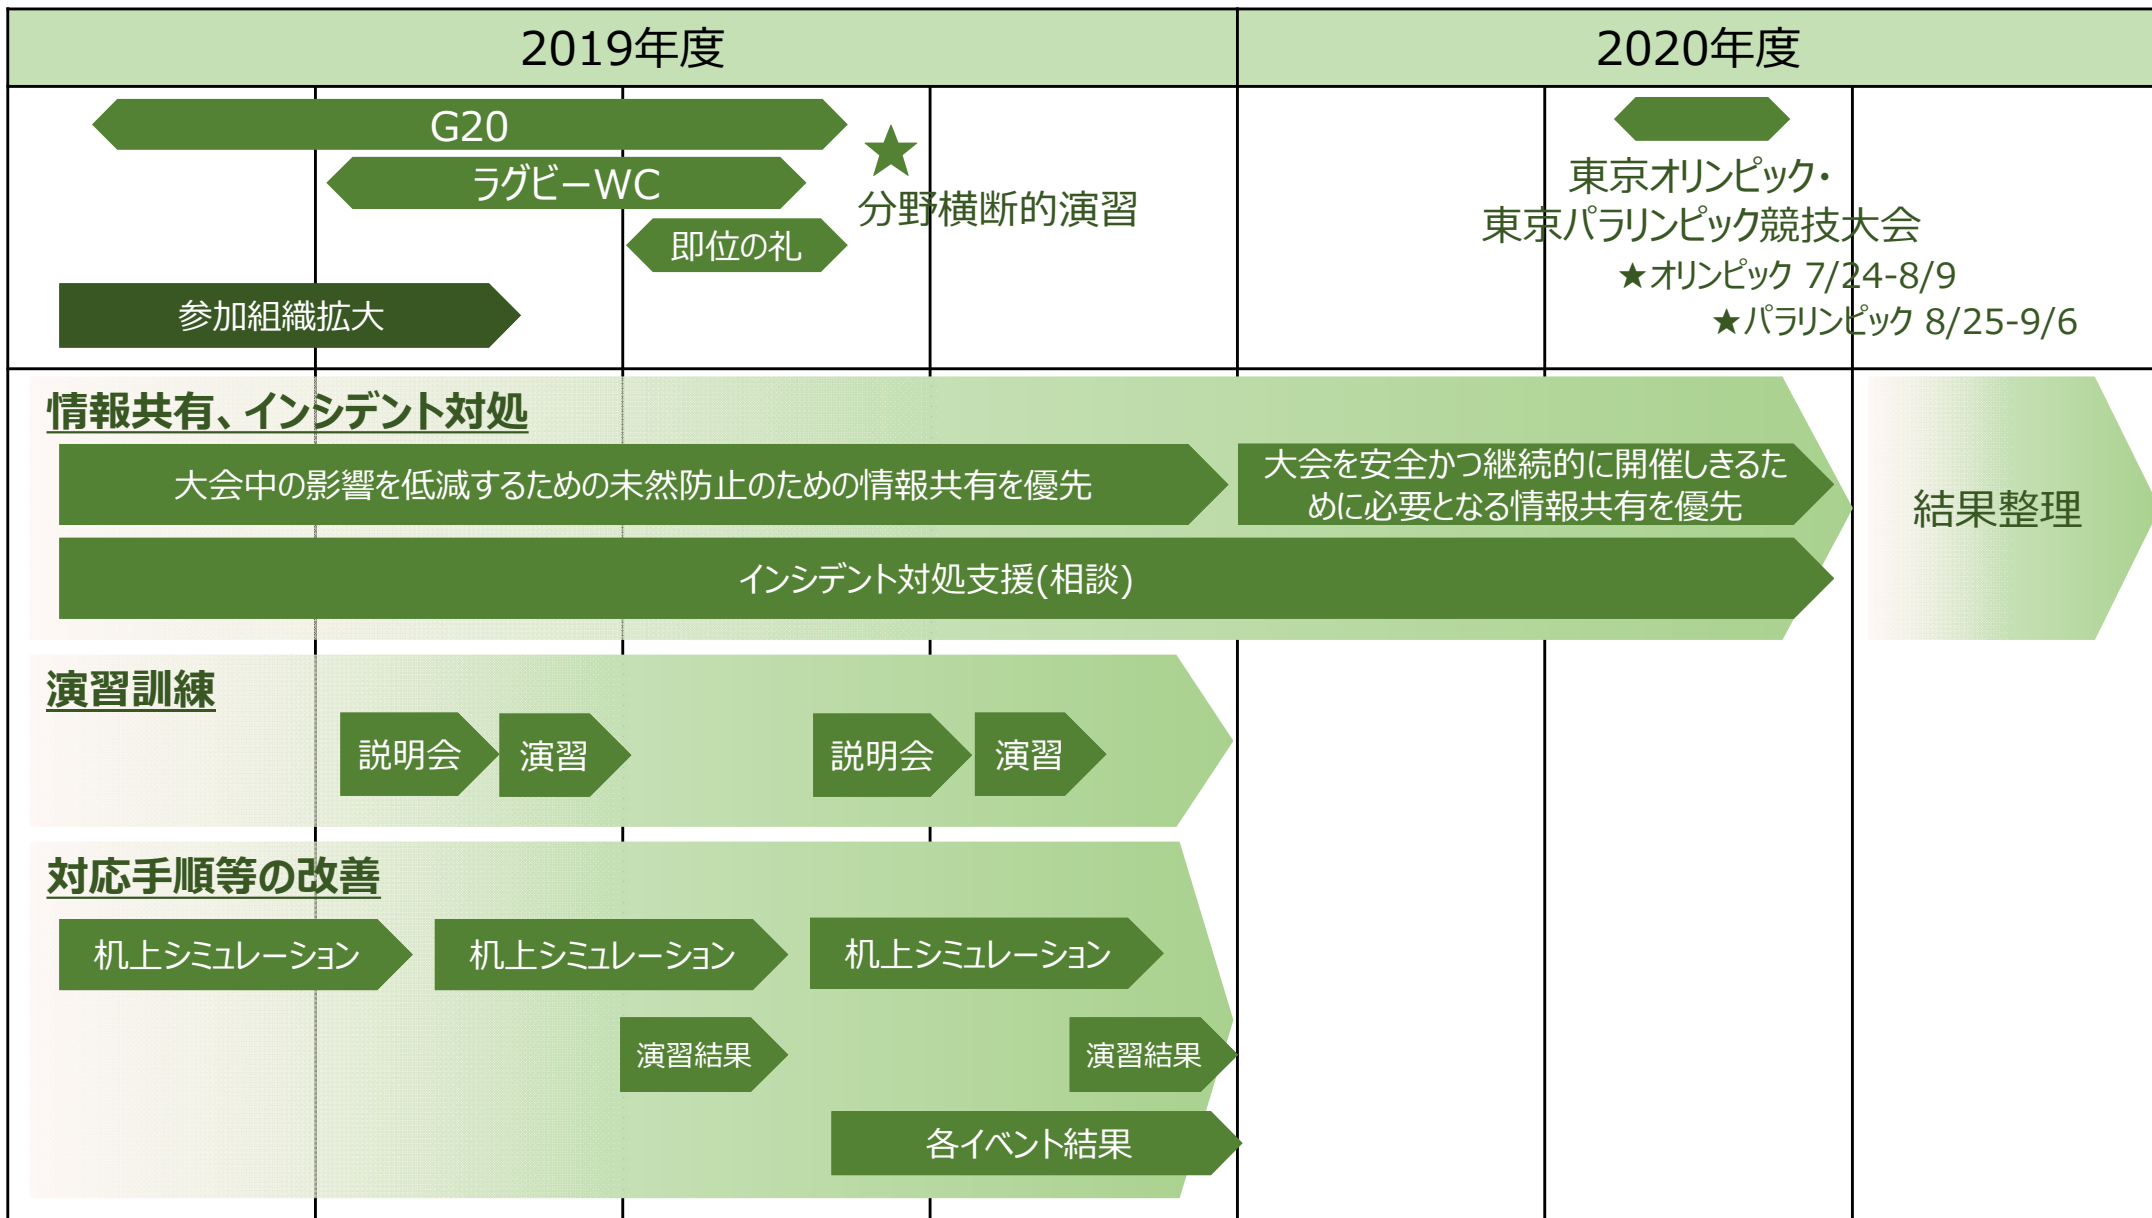 2019年度
2020年度
G20
ラグビーWC
即位の礼
★
分野横断的演習
参加組織拡大
東京オリンピック・
東京パラリンピック競技大会
★オリンピック 7/24-8/9
★パラリンピック 8/25-9/6
情報共有、インシデント対処
大会中の影響を低減するための未然防止のための情報共有を優先
大会を安全かつ継続的に開催しきるた
めに必要となる情報共有を優先
インシデント対処支援(相談)
結果整理
演習訓練
説明会
演習
説明会
演習
対応手順等の改善
机上シミュレーション
机上シミュレーション
机上シミュレーション
演習結果
演習結果
各イベント結果